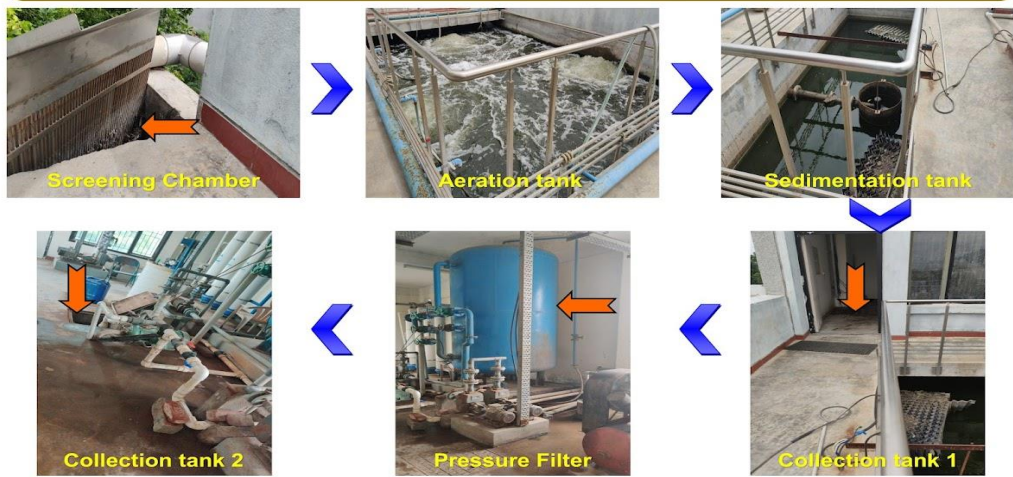 Screening Chamber
Aeration tank
Sedimentation tank
Collection tank 1
Pressure Filter
Collection tank 2